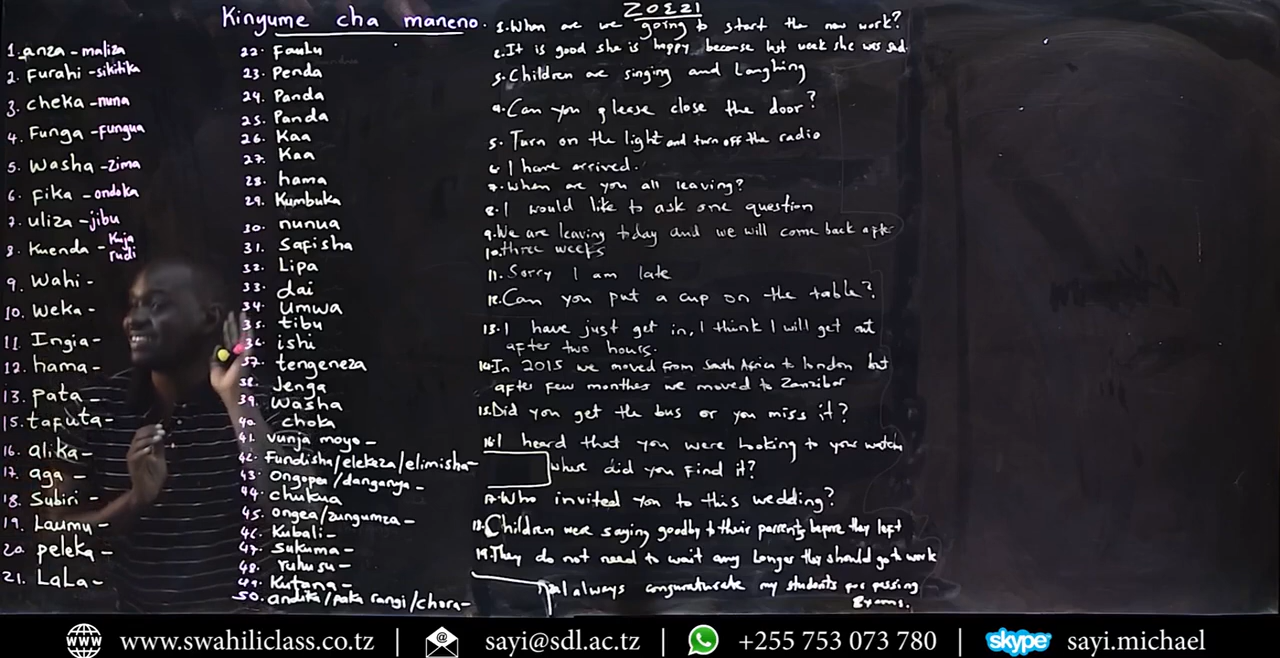 Kinyume cha maneno.
1. anza - maliza
2. Furahi - sikitika
3. cheka - nuna
4. Funga - Fungua
5. Washa - Zima
6. Fika - ondoka
7. uliza - jibu
8. Kuenda - Kuja
rudi
9. Wahi -
10. Weka -
11. Ingia -
12. hama -
13. pata -
15. tafuta -
16. alika -
17. aga -
18. Subiri -
19. Laumu -
20. peleka -
21. LaLa -
22. Faulu
23. Penda
24. Panda
25. Panda
26. Kaa
27. Kaa
28. hama
29. Kumbuka
30. nunua
31. Safisha
32. Lipa
33. dai
34. Umwa
35. tibu
36. ishi
37. tengeneza
38. Jenga
39. Washa
40. choka
41. vunja moyo -
42. Fundisha/elekeza/elimisha -
43. Ongopea/danganya -
44. chukua
45. ongea/zungumza -
46. Kubali -
47. Sukuma -
48. ruhusu -
49. Kutana -
50. andika/paka rangi/chora -
ZOEZI
1. When are we going to start the new work?
2. It is good she is happy because last week she was sad.
3. Children are singing and Laughing
4. Can you please close the door?
5. Turn on the light and turn off the radio
6. I have arrived.
7. When are you all leaving?
8. I would like to ask one question
9. We are leaving today and we will come back after
10. three weeks
11. Sorry I am late
12. Can you put a cup on the table?
13. I have just get in, I think I will get out
after two hours.
14. In 2015 we moved from South Africa to London but
after few monthes we moved to Zanzibar
15. Did you get the bus or you miss it?
16. I heard that you were Looking to your watch
where did you find it?
17. Who invited you to this wedding?
18. Children were saying goodby to their parrents before they left
19. They do not need to wait any Longer they should go to work
I always my students for passing
Exams.
www.swahiliclass.co.tz | sayi@sdl.ac.tz | +255 753 073 780 | skype sayi.michael